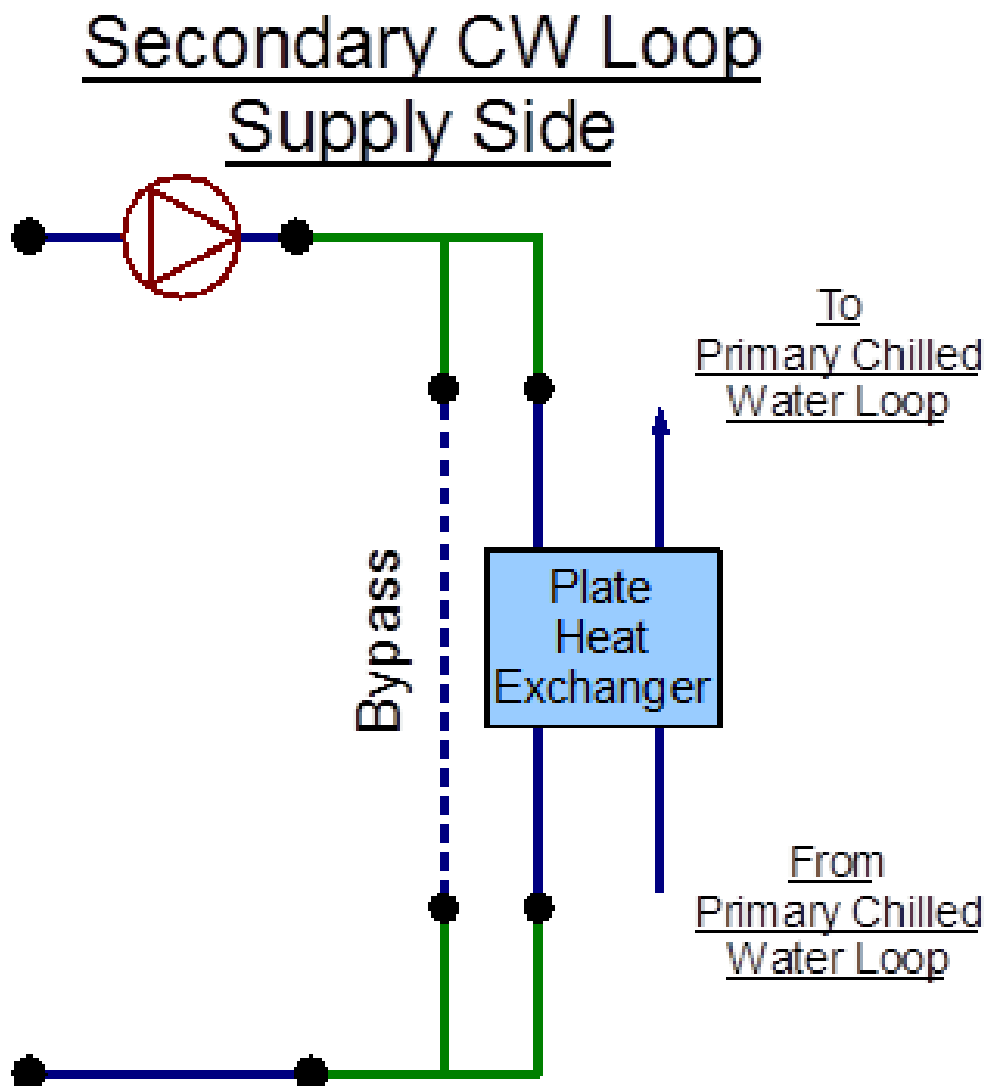 Secondary CW Loop
Supply Side
To
Primary Chilled
Water Loop
Bypass
Plate
Heat
Exchanger
From
Primary Chilled
Water Loop